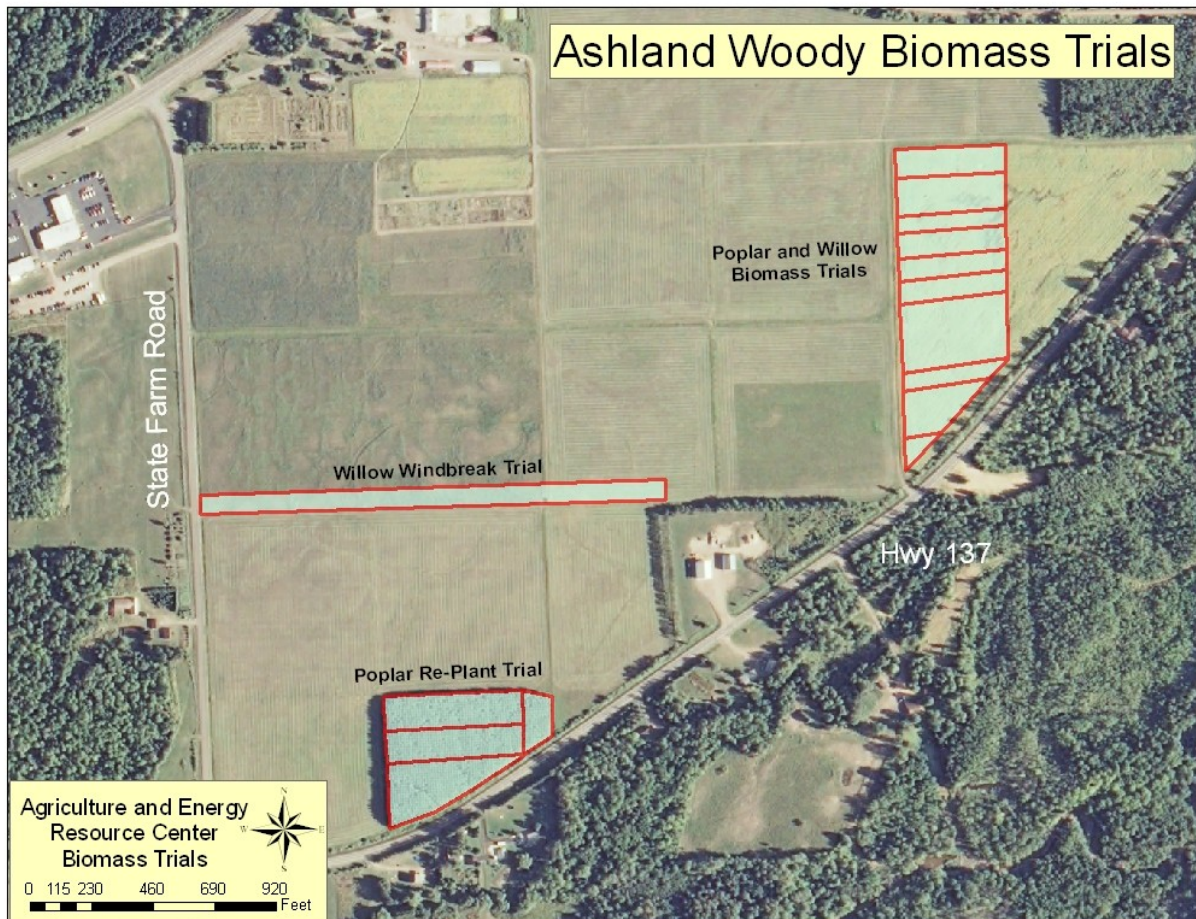 Ashland Woody Biomass Trials
Poplar and Willow
Biomass Trials
State Farm Road
Willow Windbreak Trial
Hwy 137
Poplar Re-Plant Trial
Agriculture and Energy
Resource Center
Biomass Trials
N
W E
S
0 115 230 460 690 920
Feet